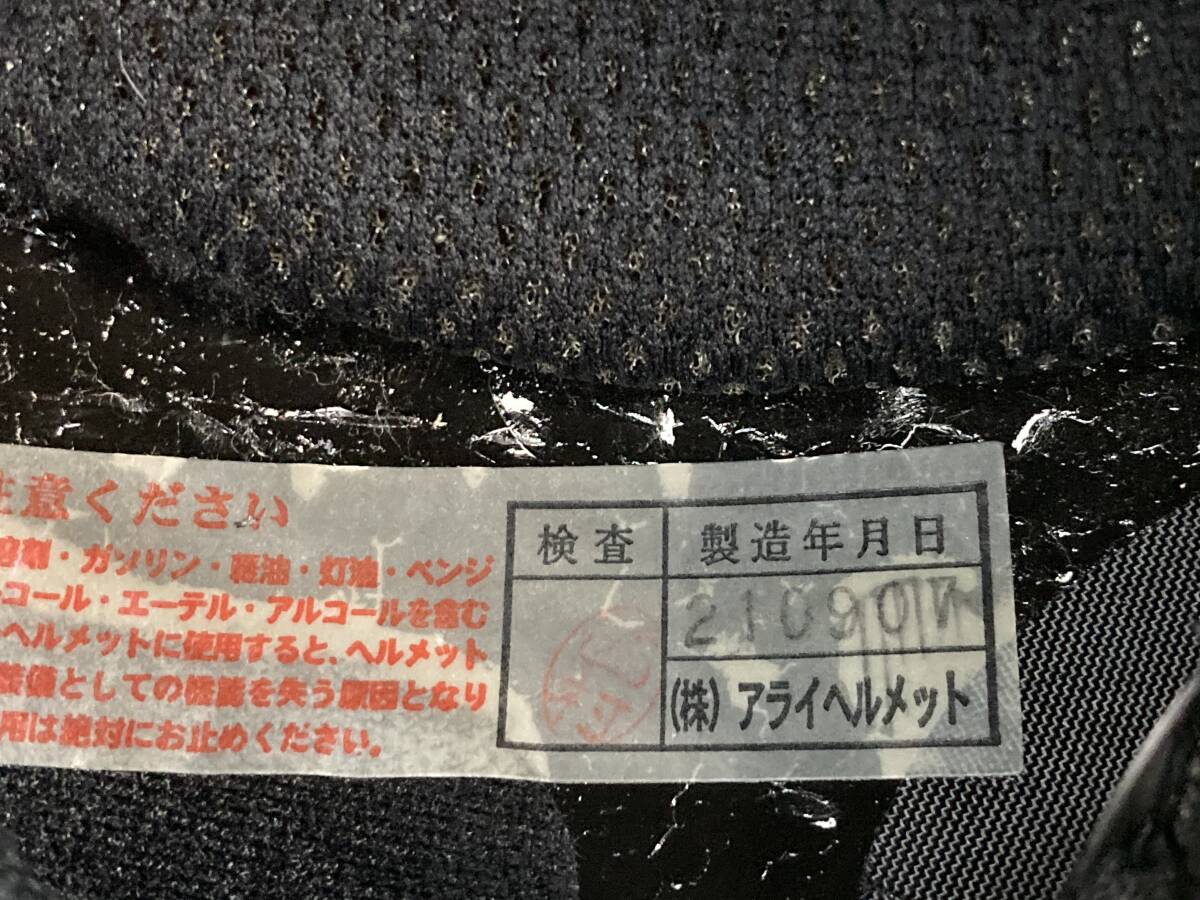 注意ください
溶剤・ガソリン・軽油・灯油・ベンジ
コール・エーテル・アルコールを含む
ヘルメットに使用すると、ヘルメット
装備としての機能を失う原因となり
用は絶対にお止めください。
検査 製造年月日
210907
(株)アライヘルメット